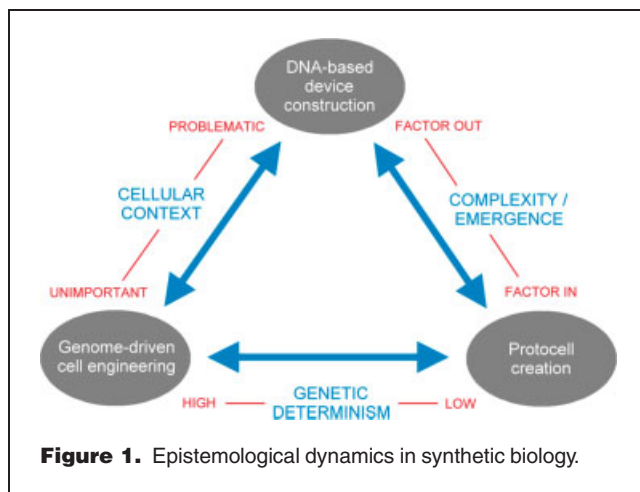 DNA-based
device
construction
PROBLEMATIC
FACTOR OUT
CELLULAR
CONTEXT
COMPLEXITY /
EMERGENCE
UNIMPORTANT
FACTOR IN
Genome-driven
cell engineering
Protocell
creation
HIGH
GENETIC
DETERMINISM
LOW
Figure 1. Epistemological dynamics in synthetic biology.